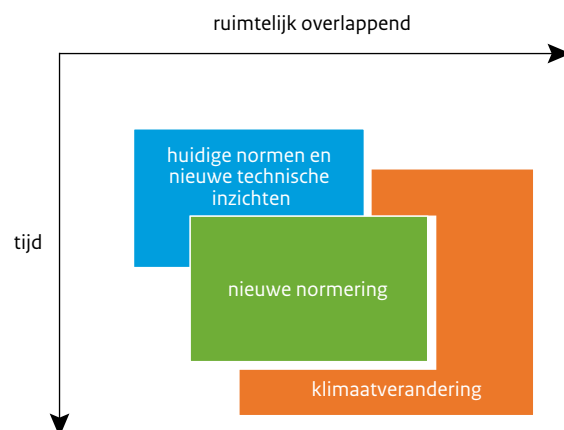 ruimtelijk overlappend
huidige normen en
nieuwe technische
inzichten
tijd
nieuwe normering
klimaatverandering